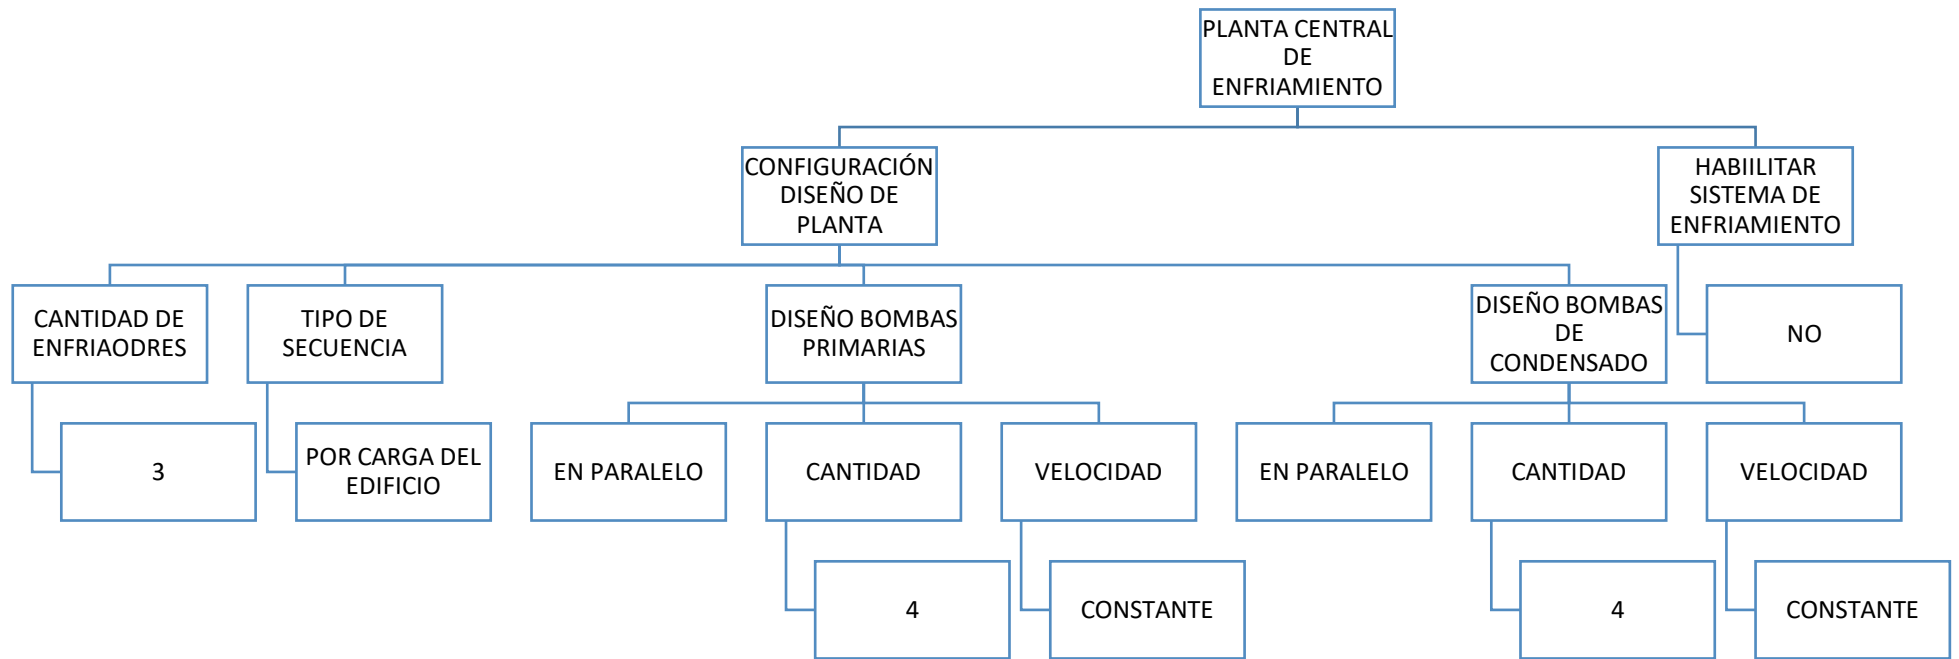 PLANTA CENTRAL
DE
ENFRIAMIENTO
CONFIGURACIÓN
DISEÑO DE
PLANTA
HABIILITAR
SISTEMA DE
ENFRIAMIENTO
CANTIDAD DE
ENFRIAODRES
TIPO DE
SECUENCIA
DISEÑO BOMBAS
PRIMARIAS
DISEÑO BOMBAS
DE
CONDENSADO
NO
3
POR CARGA DEL
EDIFICIO
EN PARALELO
CANTIDAD
VELOCIDAD
EN PARALELO
CANTIDAD
VELOCIDAD
4
CONSTANTE
4
CONSTANTE